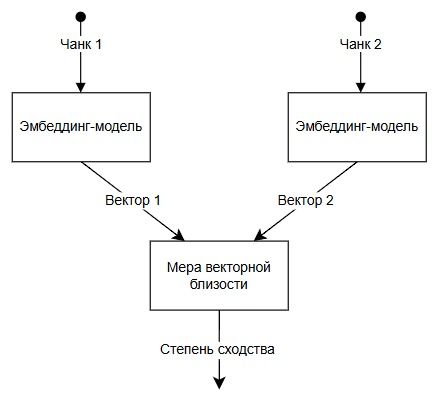 Чанк 1
Чанк 2
Эмбеддинг-модель
Эмбеддинг-модель
Вектор 1
Вектор 2
Мера векторной
близости
Степень сходства